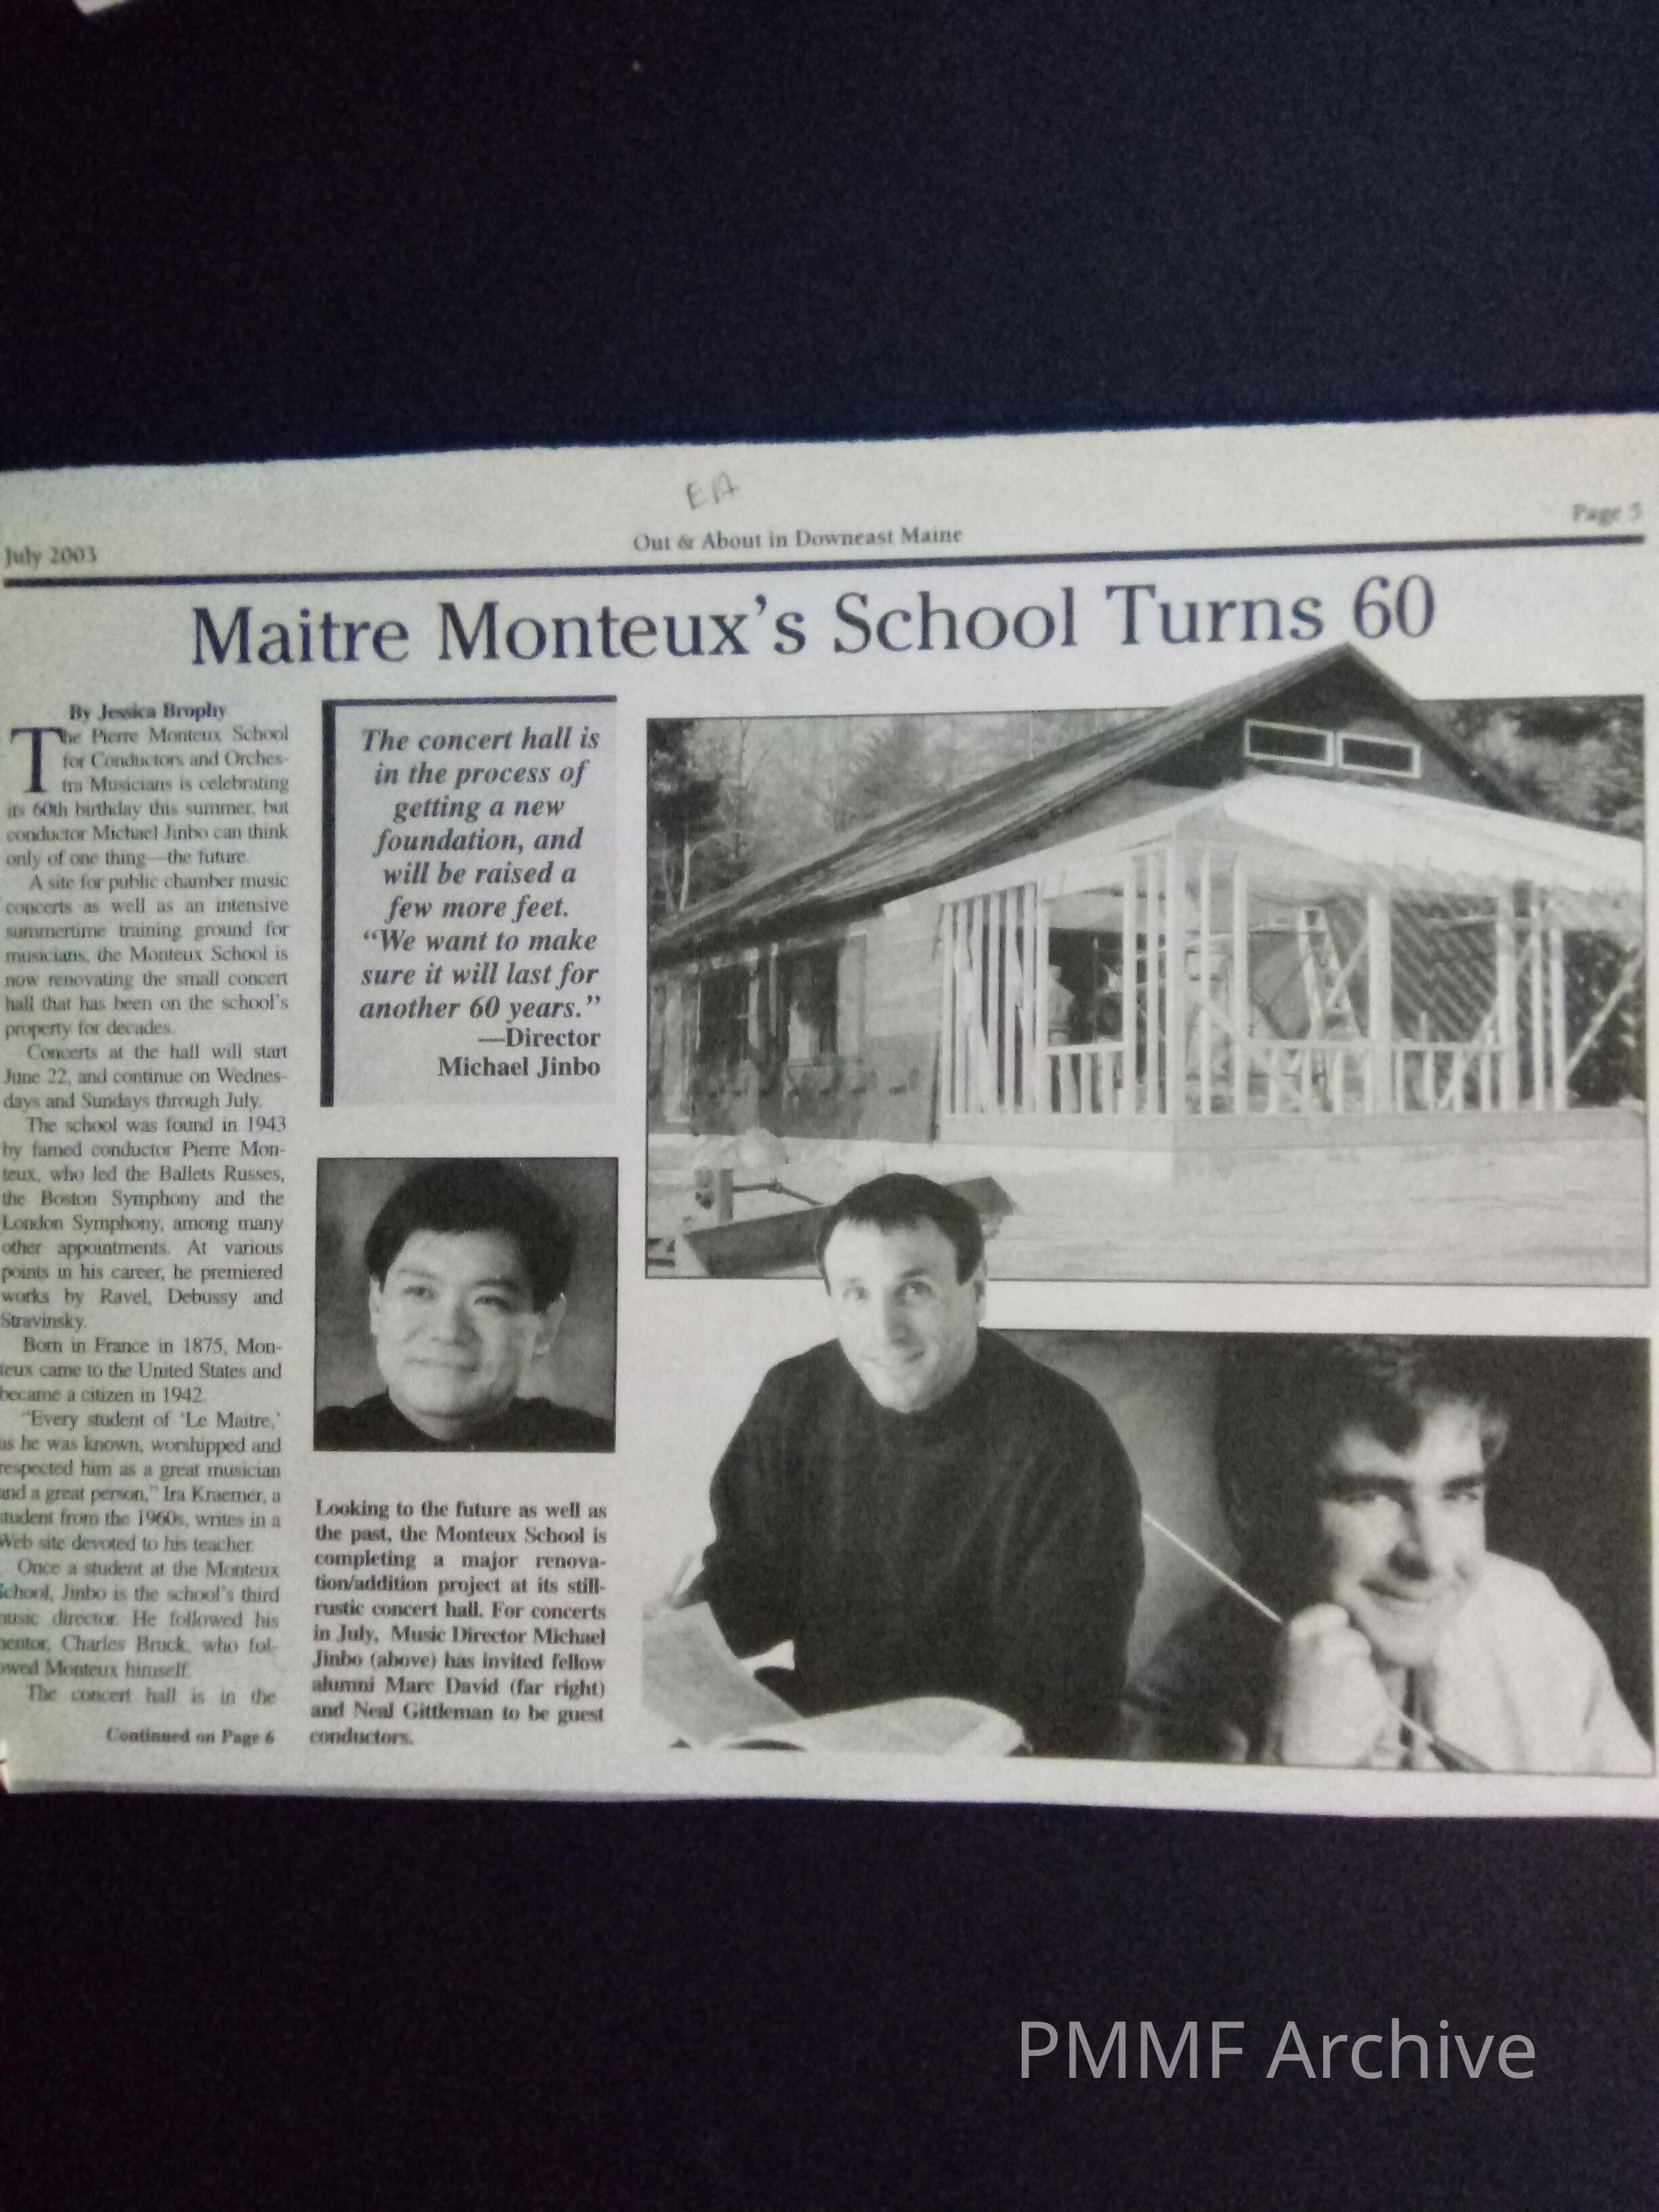 EA
July 2003
Out & About in Downeast Maine
Page 5
Maitre Monteux's School Turns 60
By Jessica Brophy
The Pierre Monteux School
for Conductors and Orches-
tra Musicians is celebrating
its 60th birthday this summer, but
conductor Michael Jinbo can think
only of one thing—the future.
A site for public chamber music
concerts as well as an intensive
summertime training ground for
musicians, the Monteux School is
now renovating the small concert
hall that has been on the school's
property for decades.
Concerts at the hall will start
June 22, and continue on Wednes-
days and Sundays through July.
The school was found in 1943
by famed conductor Pierre Mon-
teux, who led the Ballets Russes,
the Boston Symphony and the
London Symphony, among many
other appointments. At various
points in his career, he premiered
works by Ravel, Debussy and
Stravinsky.
Born in France in 1875, Mon-
teux came to the United States and
became a citizen in 1942.
"Every student of 'Le Maitre,'
as he was known, worshipped and
respected him as a great musician
and a great person," Ira Kraemer, a
student from the 1960s, writes in a
Web site devoted to his teacher.
Once a student at the Monteux
School, Jinbo is the school's third
music director. He followed his
mentor, Charles Bruck, who fol-
owed Monteux himself.
The concert hall is in the
Continued on Page 6
The concert hall is
in the process of
getting a new
foundation, and
will be raised a
few more feet.
"We want to make
sure it will last for
another 60 years."
—Director
Michael Jinbo
Looking to the future as well as
the past, the Monteux School is
completing a major renova-
tion/addition project at its still-
rustic concert hall. For concerts
in July, Music Director Michael
Jinbo (above) has invited fellow
alumni Marc David (far right)
and Neal Gittleman to be guest
conductors.
PMMF Archive